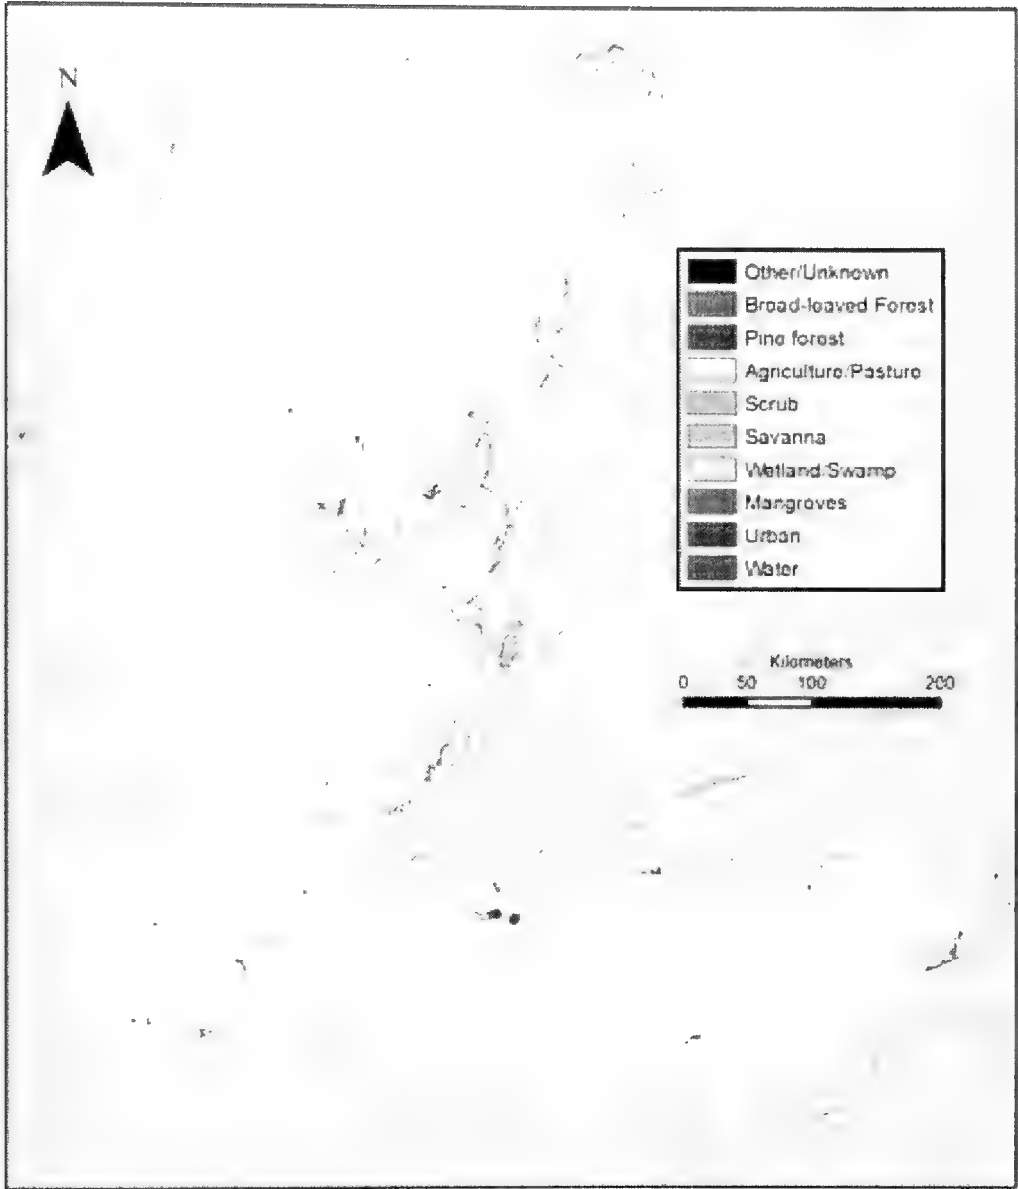 N
Other/Unknown
Broad-leaved Forest
Pine forest
Agriculture/Pasture
Scrub
Savanna
Wetland/Swamp
Mangroves
Urban
Water
Kilometers
0 50 100 200